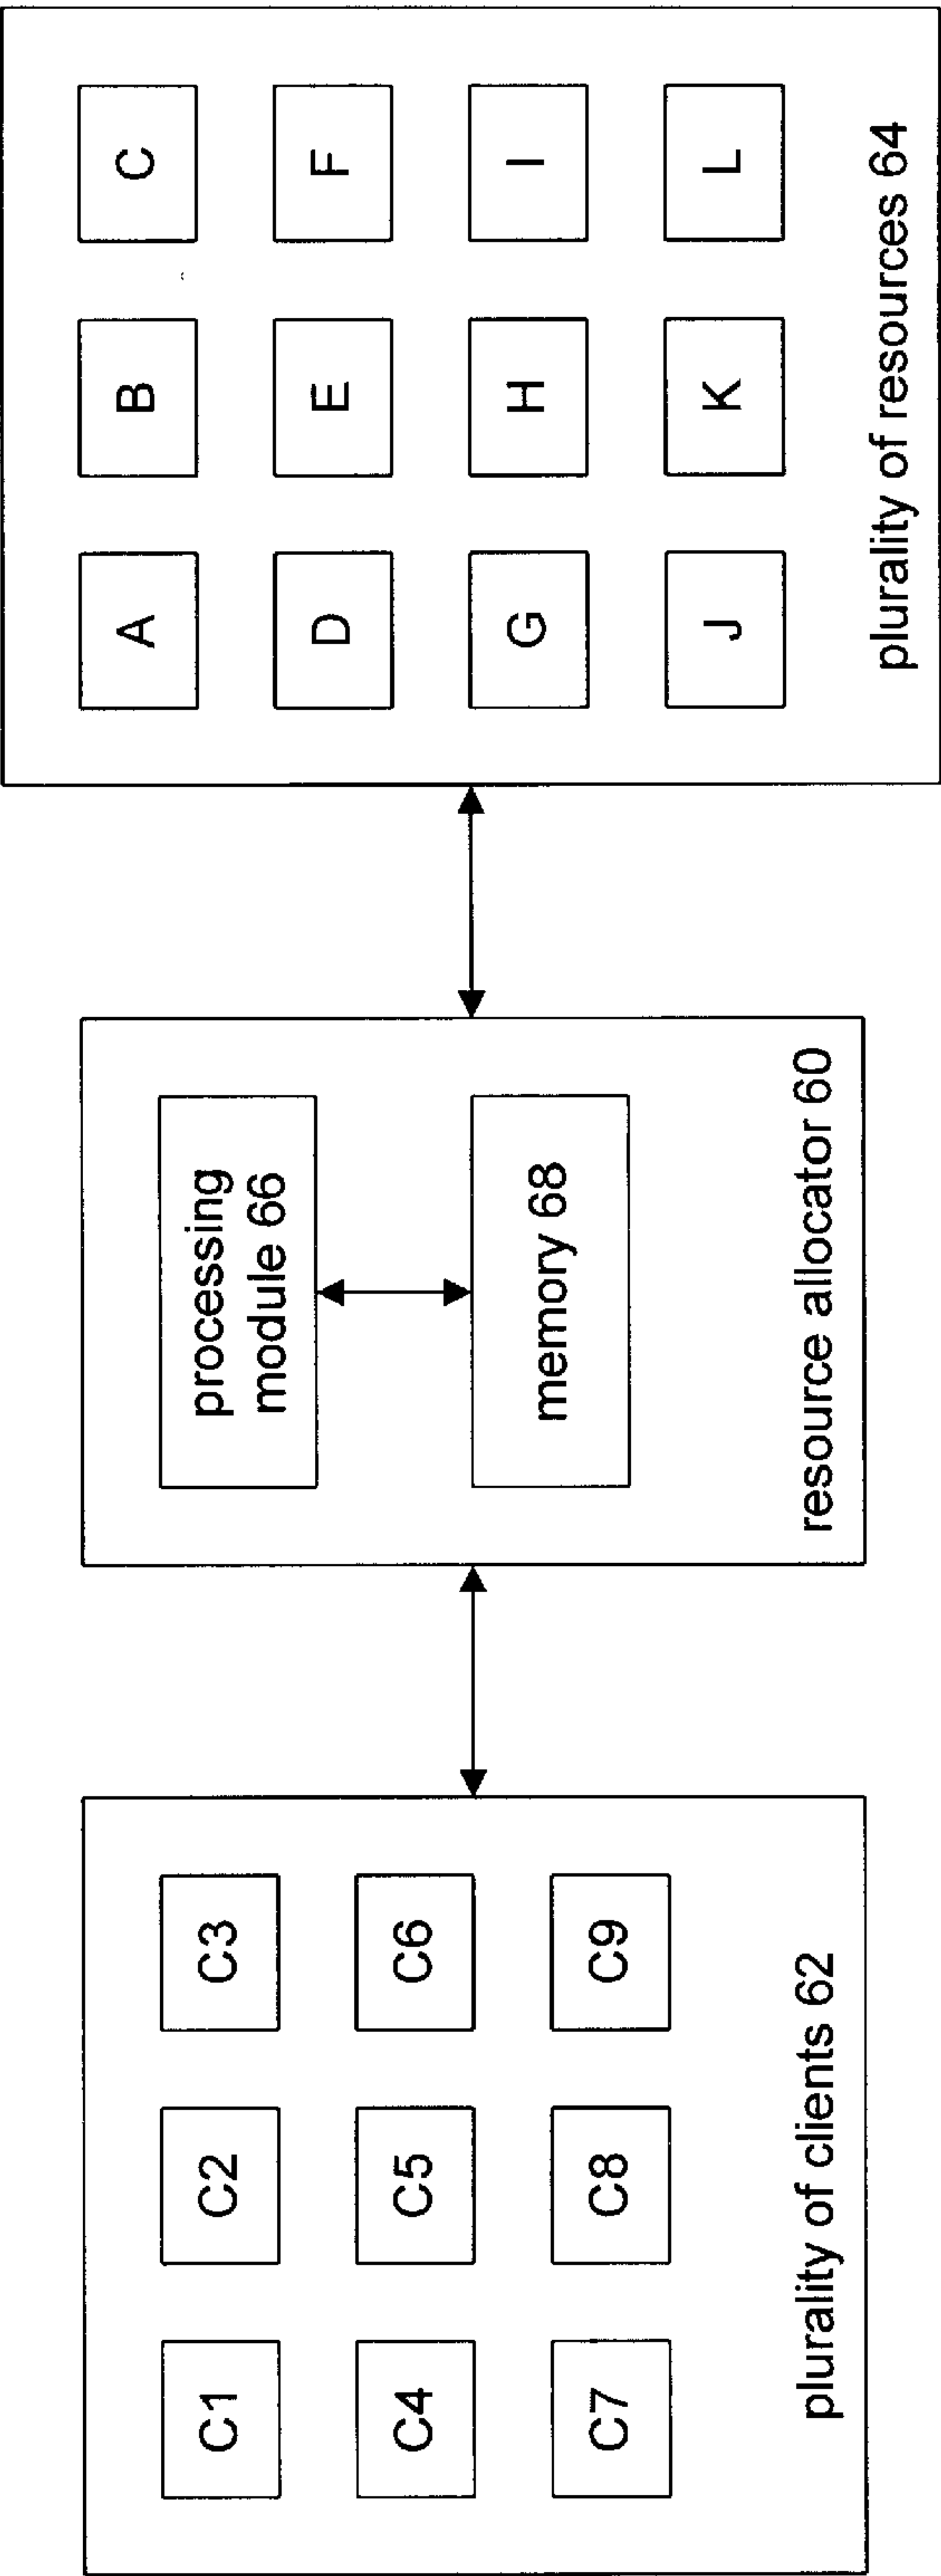 C1
C2
C3
C4
C5
C6
C7
C8
C9
plurality of clients 62
processing
module 66
memory 68
resource allocator 60
A
B
C
D
E
F
G
H
I
J
K
L
plurality of resources 64